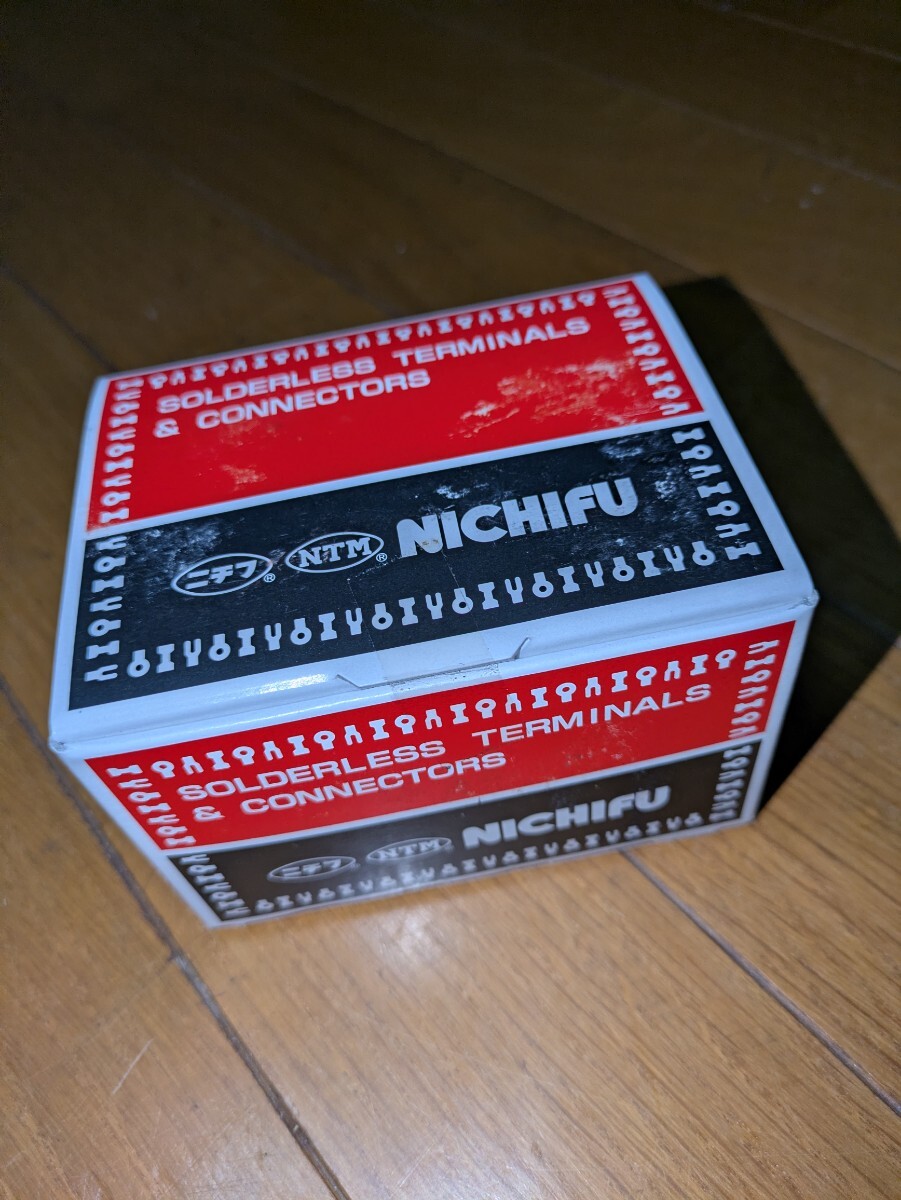 SOLDERLESS TERMINALS
& CONNECTORS
ニチフ® NTM® NICHIFU
SOLDERLESS TERMINALS
& CONNECTORS
ニチフ NTM NICHIFU